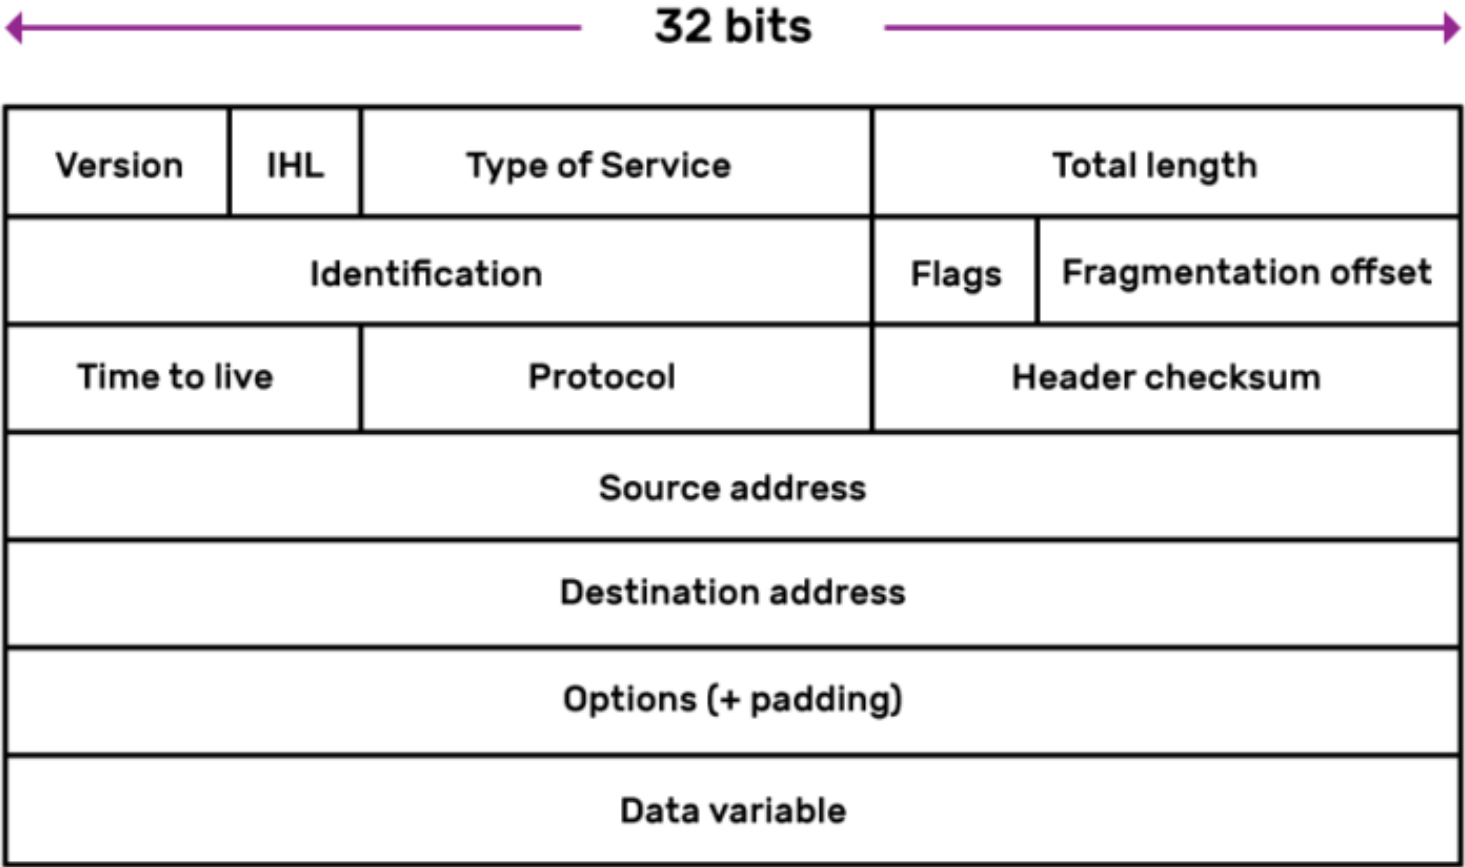 32 bits
Version IHL Type of Service Total length
Identification Flags Fragmentation offset
Time to live Protocol Header checksum
Source address
Destination address
Options (+ padding)
Data variable